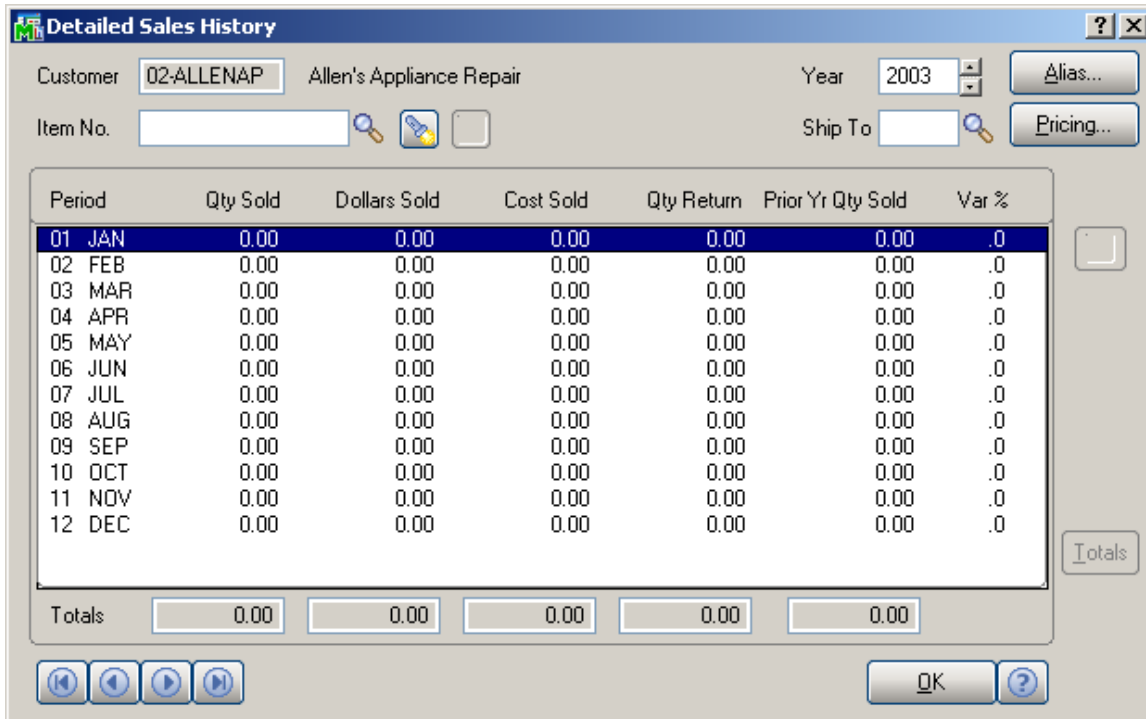 Detailed Sales History
Customer 02-ALLENAP Allen's Appliance Repair Year 2003 Alias...
Item No. Ship To Pricing...
Period Qty Sold Dollars Sold Cost Sold Qty Return Prior Yr Qty Sold Var %
01 JAN 0.00 0.00 0.00 0.00 0.00 .0
02 FEB 0.00 0.00 0.00 0.00 0.00 .0
03 MAR 0.00 0.00 0.00 0.00 0.00 .0
04 APR 0.00 0.00 0.00 0.00 0.00 .0
05 MAY 0.00 0.00 0.00 0.00 0.00 .0
06 JUN 0.00 0.00 0.00 0.00 0.00 .0
07 JUL 0.00 0.00 0.00 0.00 0.00 .0
08 AUG 0.00 0.00 0.00 0.00 0.00 .0
09 SEP 0.00 0.00 0.00 0.00 0.00 .0
10 OCT 0.00 0.00 0.00 0.00 0.00 .0
11 NOV 0.00 0.00 0.00 0.00 0.00 .0
12 DEC 0.00 0.00 0.00 0.00 0.00 .0
Totals
Totals 0.00 0.00 0.00 0.00 0.00
OK